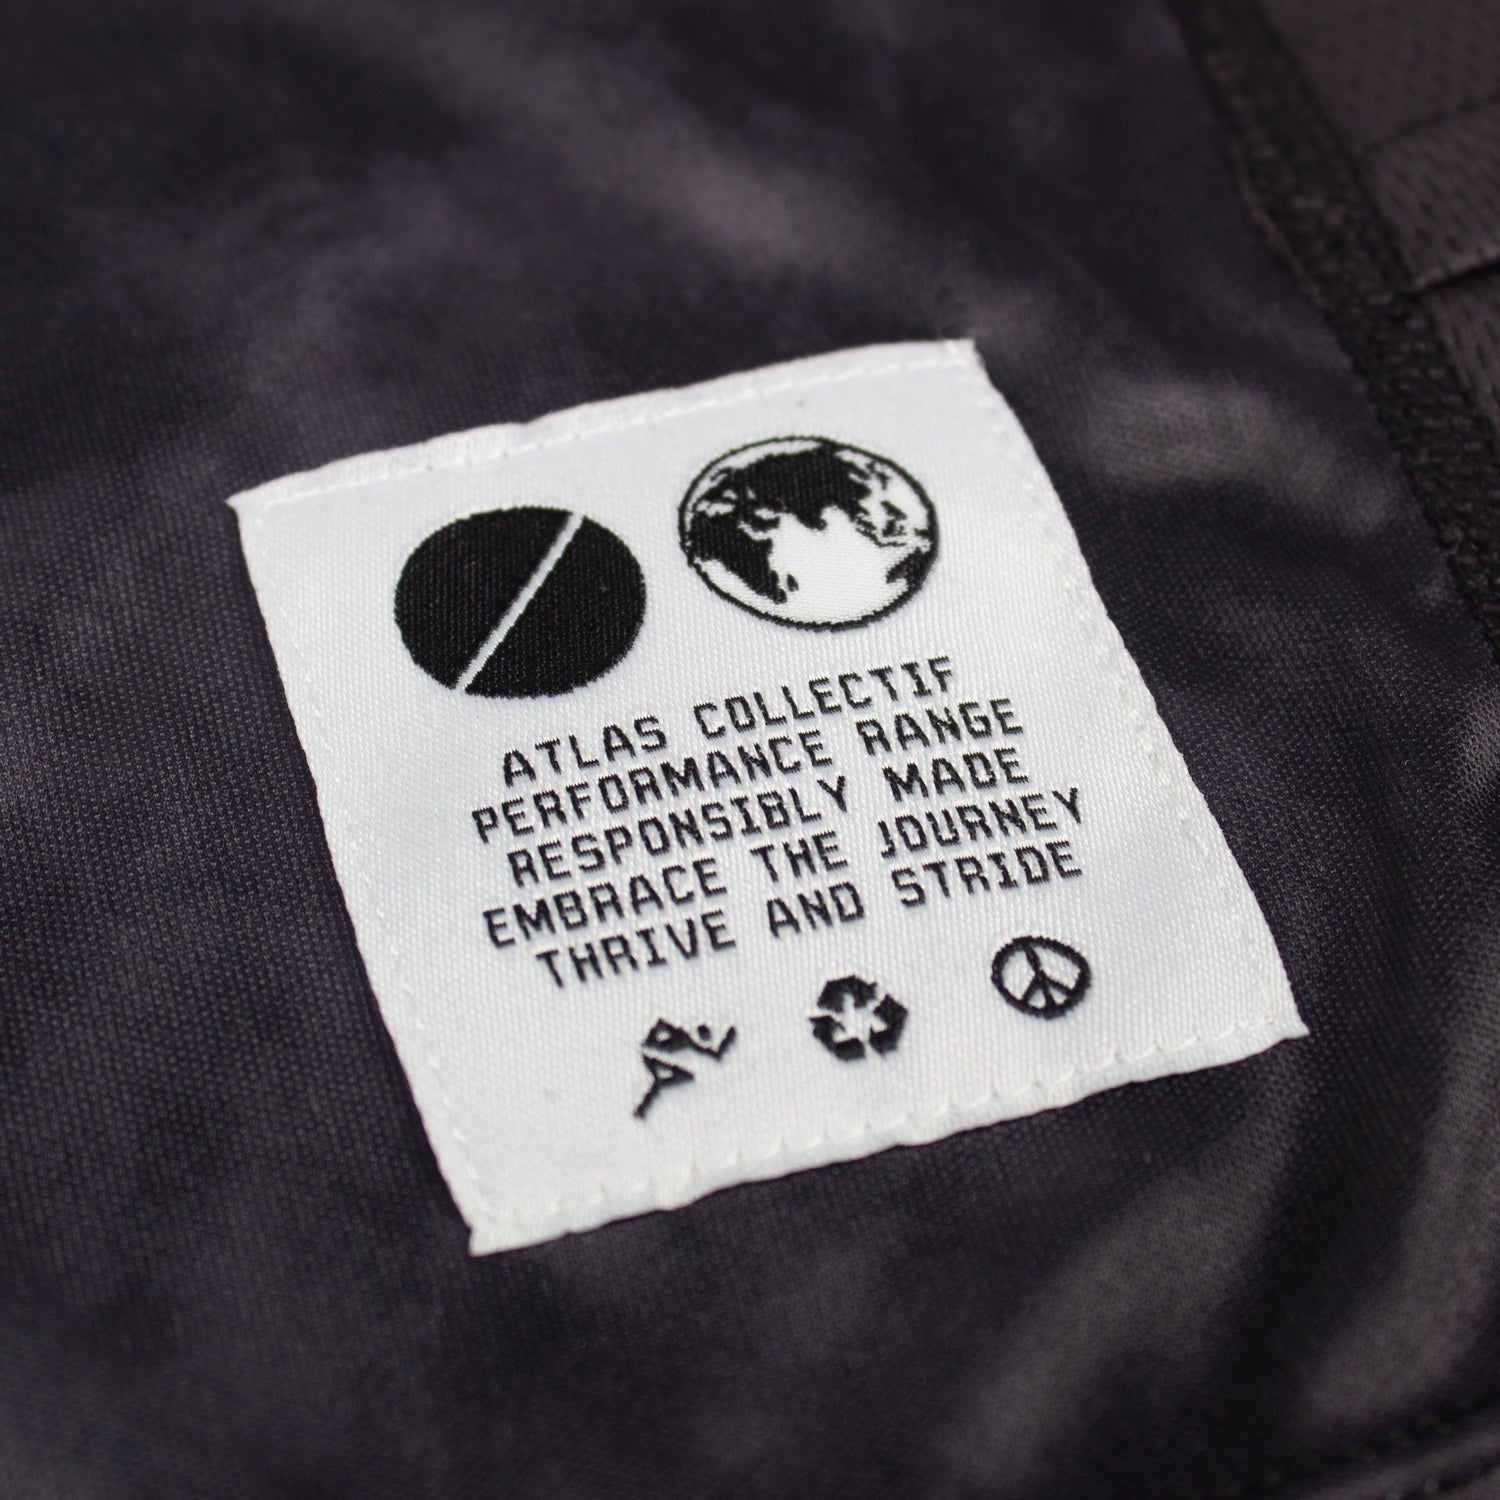 ATLAS COLLECTIF
PERFORMANCE RANGE
RESPONSIBLY MADE
EMBRACE THE JOURNEY
THRIVE AND STRIDE